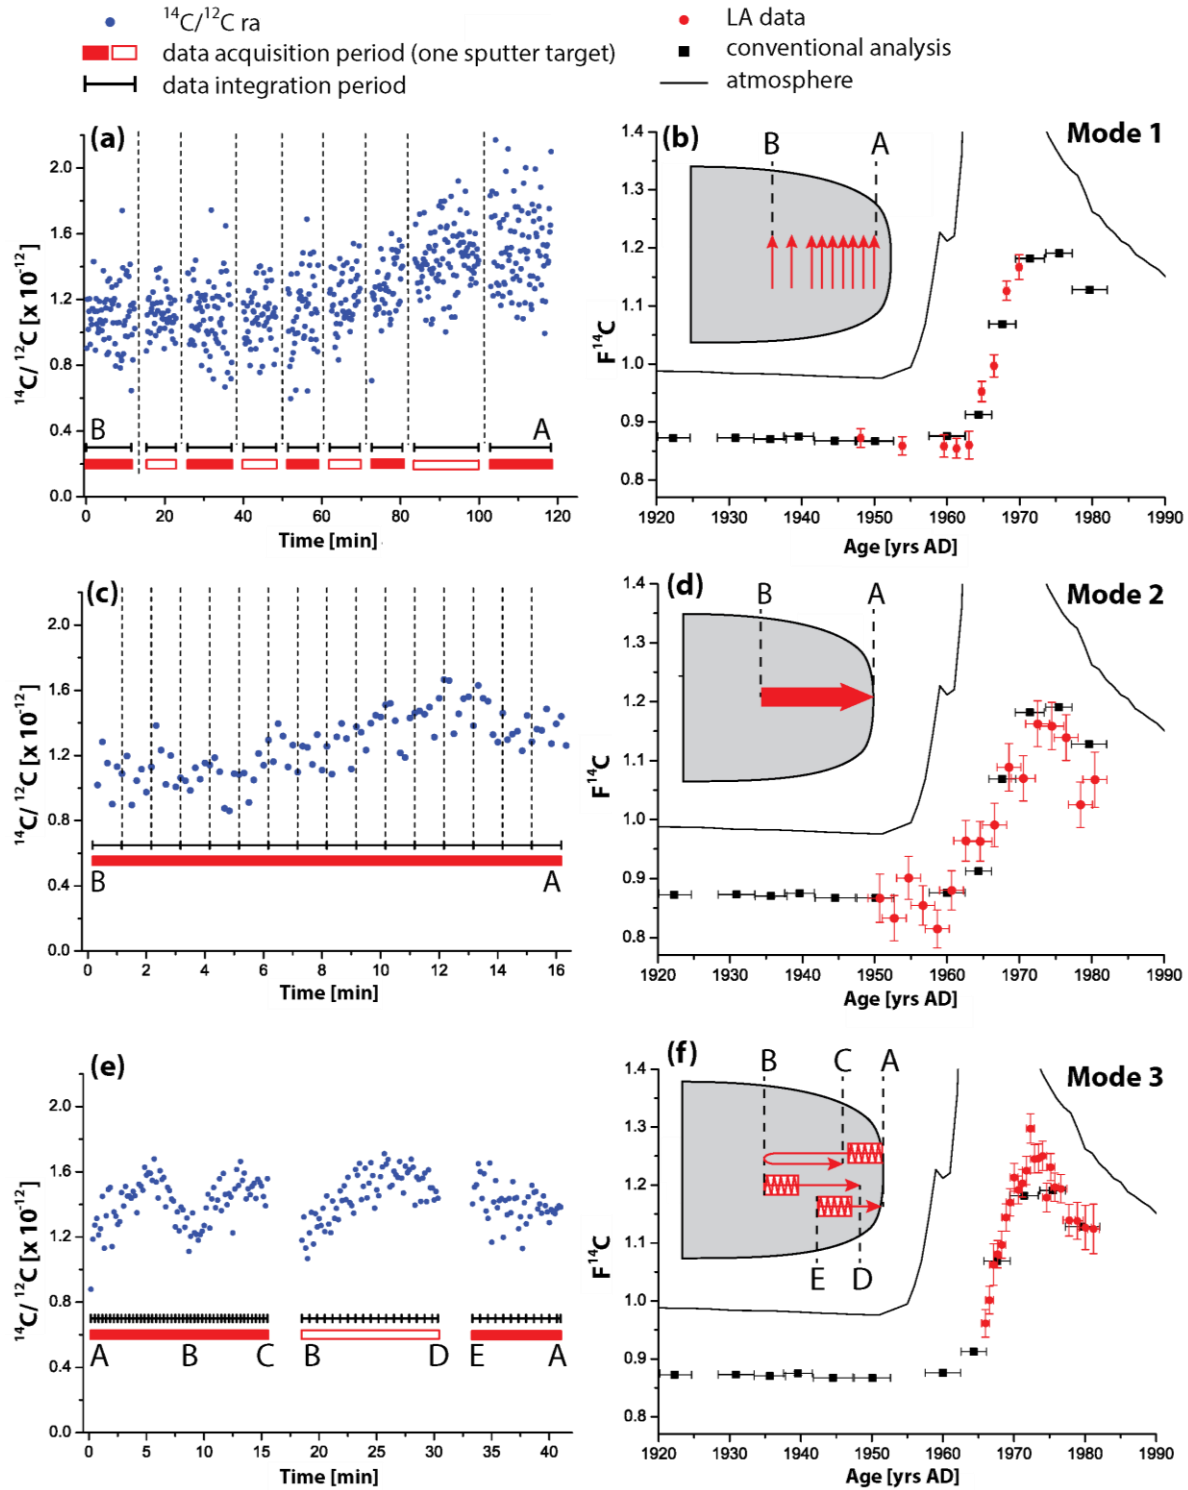 ¹⁴C/¹²C ra
data acquisition period (one sputter target)
data integration period
LA data
conventional analysis
atmosphere
(a)
¹⁴C/ ¹²C [x 10⁻¹²]
2.0
1.6
1.2
0.8
0.4
0.0
B
A
0 20 40 60 80 100 120
Time [min]
(b)
Mode 1
B
A
F¹⁴C
1.4
1.3
1.2
1.1
1.0
0.9
0.8
1920 1930 1940 1950 1960 1970 1980 1990
Age [yrs AD]
(c)
¹⁴C/ ¹²C [x 10⁻¹²]
2.0
1.6
1.2
0.8
0.4
0.0
B
A
0 2 4 6 8 10 12 14 16
Time [min]
(d)
Mode 2
B
A
F¹⁴C
1.4
1.3
1.2
1.1
1.0
0.9
0.8
1920 1930 1940 1950 1960 1970 1980 1990
Age [yrs AD]
(e)
¹⁴C/ ¹²C [x 10⁻¹²]
2.0
1.6
1.2
0.8
0.4
0.0
A B C B D E A
0 5 10 15 20 25 30 35 40
Time [min]
(f)
Mode 3
B C A
E D
F¹⁴C
1.4
1.3
1.2
1.1
1.0
0.9
0.8
1920 1930 1940 1950 1960 1970 1980 1990
Age [yrs AD]